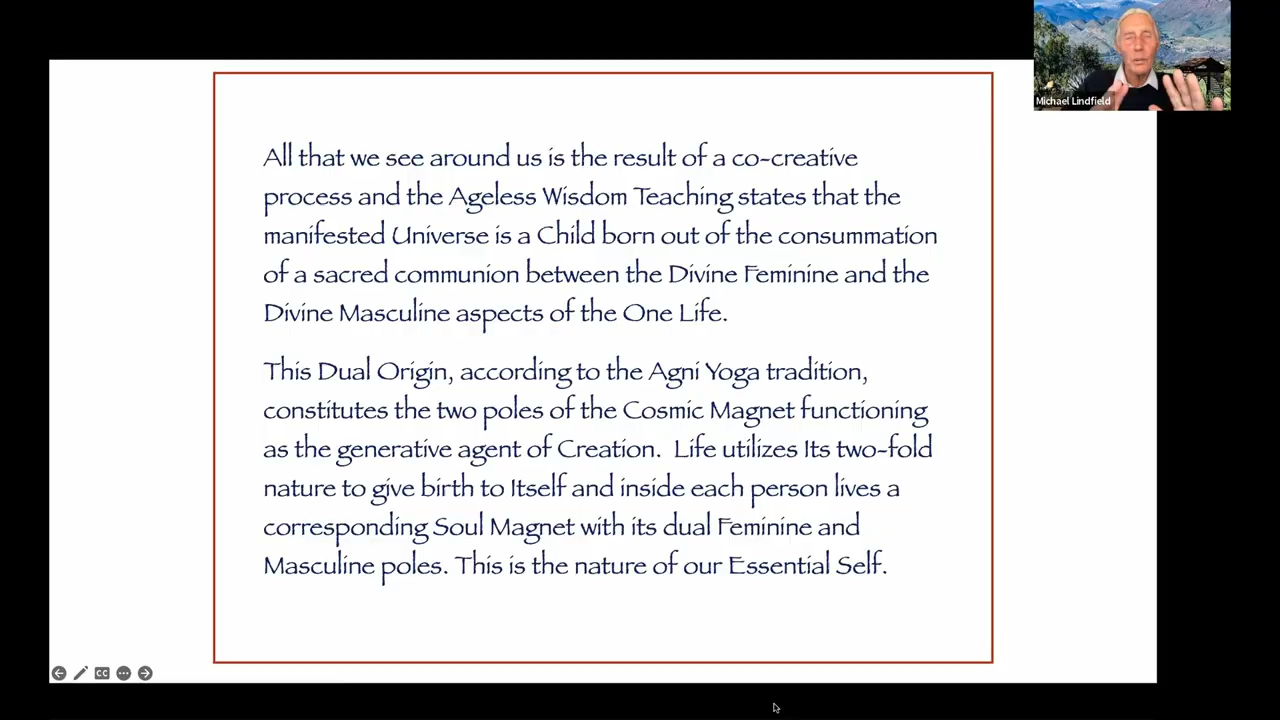 Michael Lindfield
All that we see around us is the result of a co-creative
process and the Ageless Wisdom Teaching states that the
manifested Universe is a Child born out of the consummation
of a sacred communion between the Divine Feminine and the
Divine Masculine aspects of the One Life.
This Dual Origin, according to the Agni Yoga tradition,
constitutes the two poles of the Cosmic Magnet functioning
as the generative agent of Creation.  Life utilizes Its two-fold
nature to give birth to Itself and inside each person lives a
corresponding Soul Magnet with its dual Feminine and
Masculine poles. This is the nature of our Essential Self.
CC